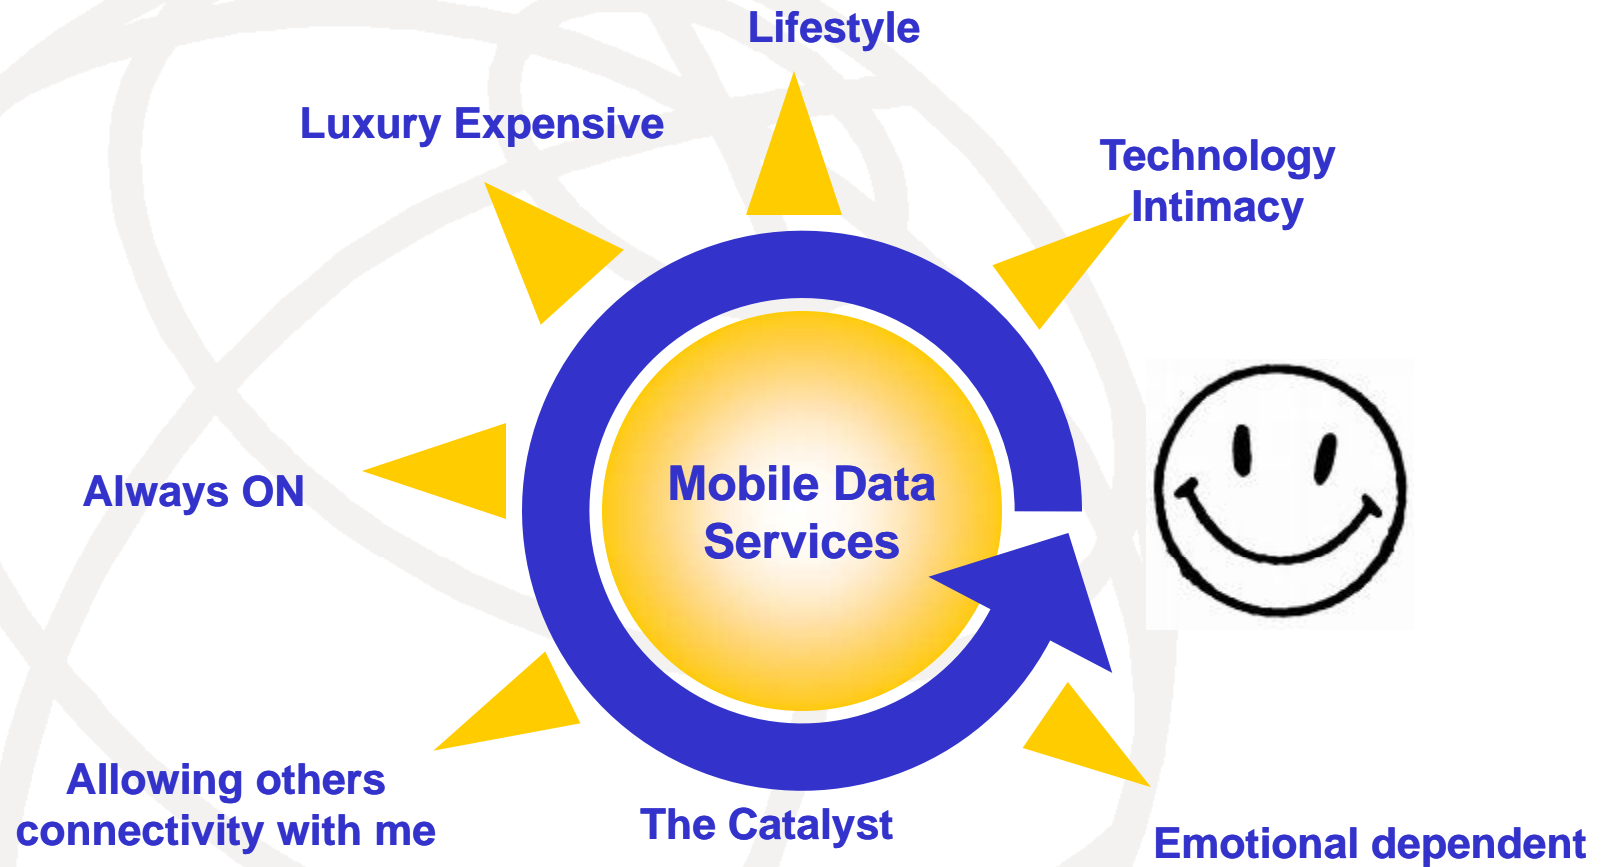 Lifestyle
Luxury Expensive
Technology
Intimacy
Always ON
Mobile Data
Services
Allowing others
connectivity with me
The Catalyst
Emotional dependent